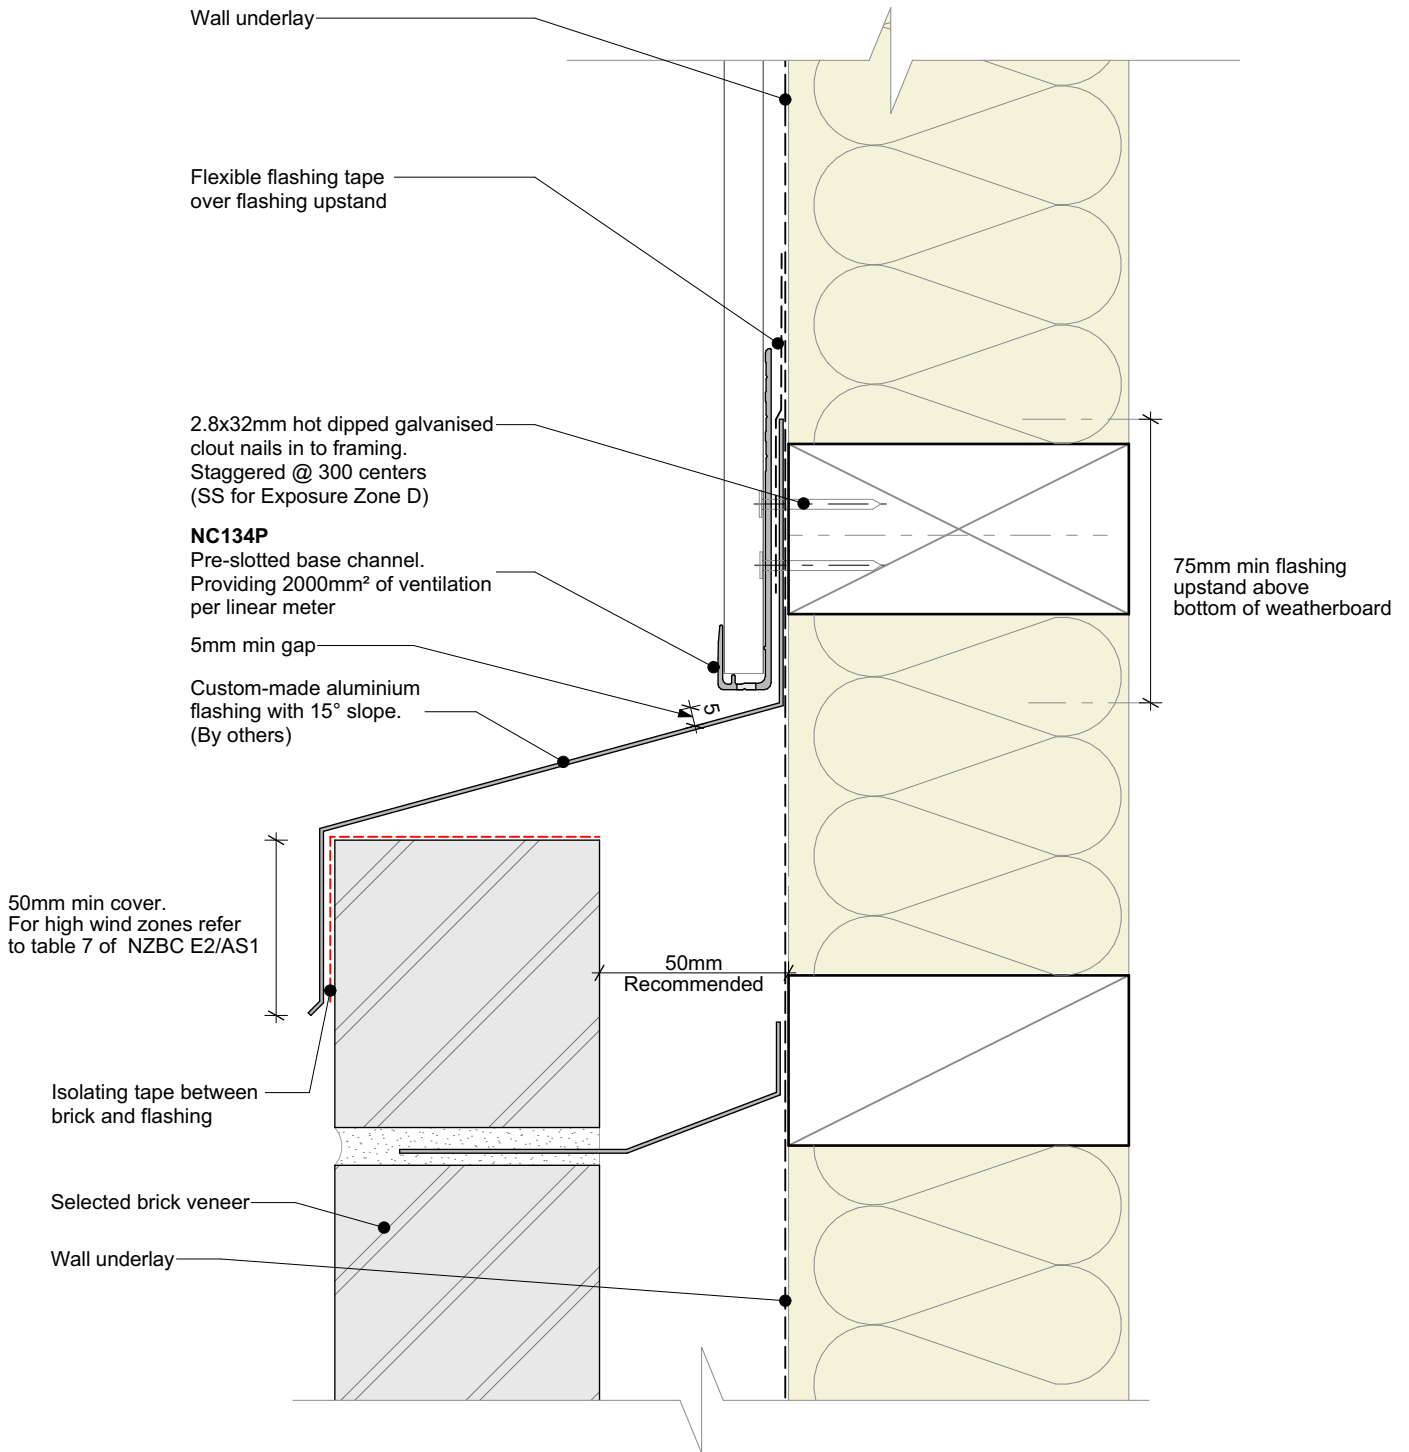 Wall underlay
Flexible flashing tape
over flashing upstand
2.8x32mm hot dipped galvanised
clout nails in to framing.
Staggered @ 300 centers
(SS for Exposure Zone D)
NC134P
Pre-slotted base channel.
Providing 2000mm² of ventilation
per linear meter
75mm min flashing
upstand above
bottom of weatherboard
5mm min gap
5
Custom-made aluminium
flashing with 15° slope.
(By others)
50mm min cover.
For high wind zones refer
to table 7 of  NZBC E2/AS1
50mm
Recommended
Isolating tape between
brick and flashing
Selected brick veneer
Wall underlay